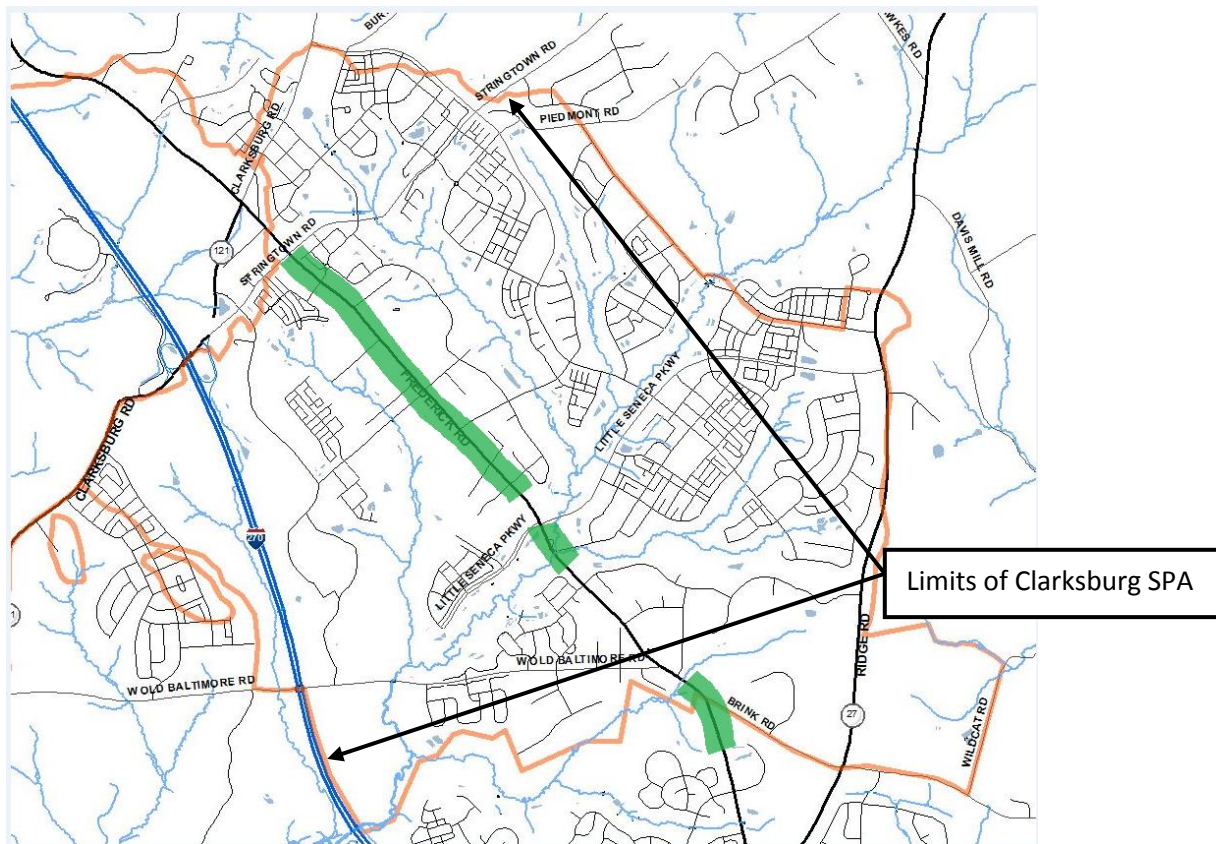 BUR
STRINGTOWN RD
AWKES RD
PIEDMONT RD
CLARKSBURG RD
121
STRINGTOWN RD
DAVIS MILL RD
FREDERICK RD
LITTLE SENECA PKWY
CLARKSBURG RD
270
LITTLE SENECA PKWY
Limits of Clarksburg SPA
RIDGE RD
W OLD BALTIMORE RD
W OLD BALTIMORE RD
BRINK RD
27
WILDCAT RD